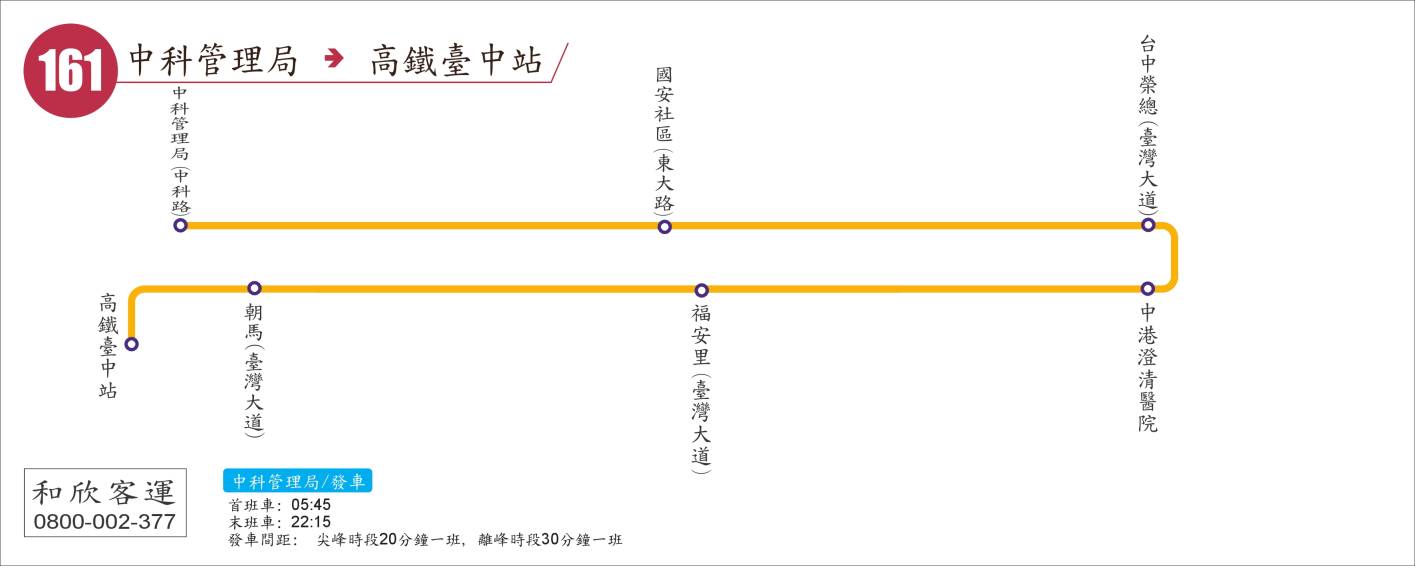 161
中科管理局 ➔ 高鐵臺中站
中科管理局(中科路)
國安社區(東大路)
台中榮總(臺灣大道)
中港澄清醫院
福安里(臺灣大道)
朝馬(臺灣大道)
高鐵臺中站
和欣客運
0800-002-377
中科管理局/發車
首班車：05:45
末班車：22:15
發車間距： 尖峰時段20分鐘一班，離峰時段30分鐘一班